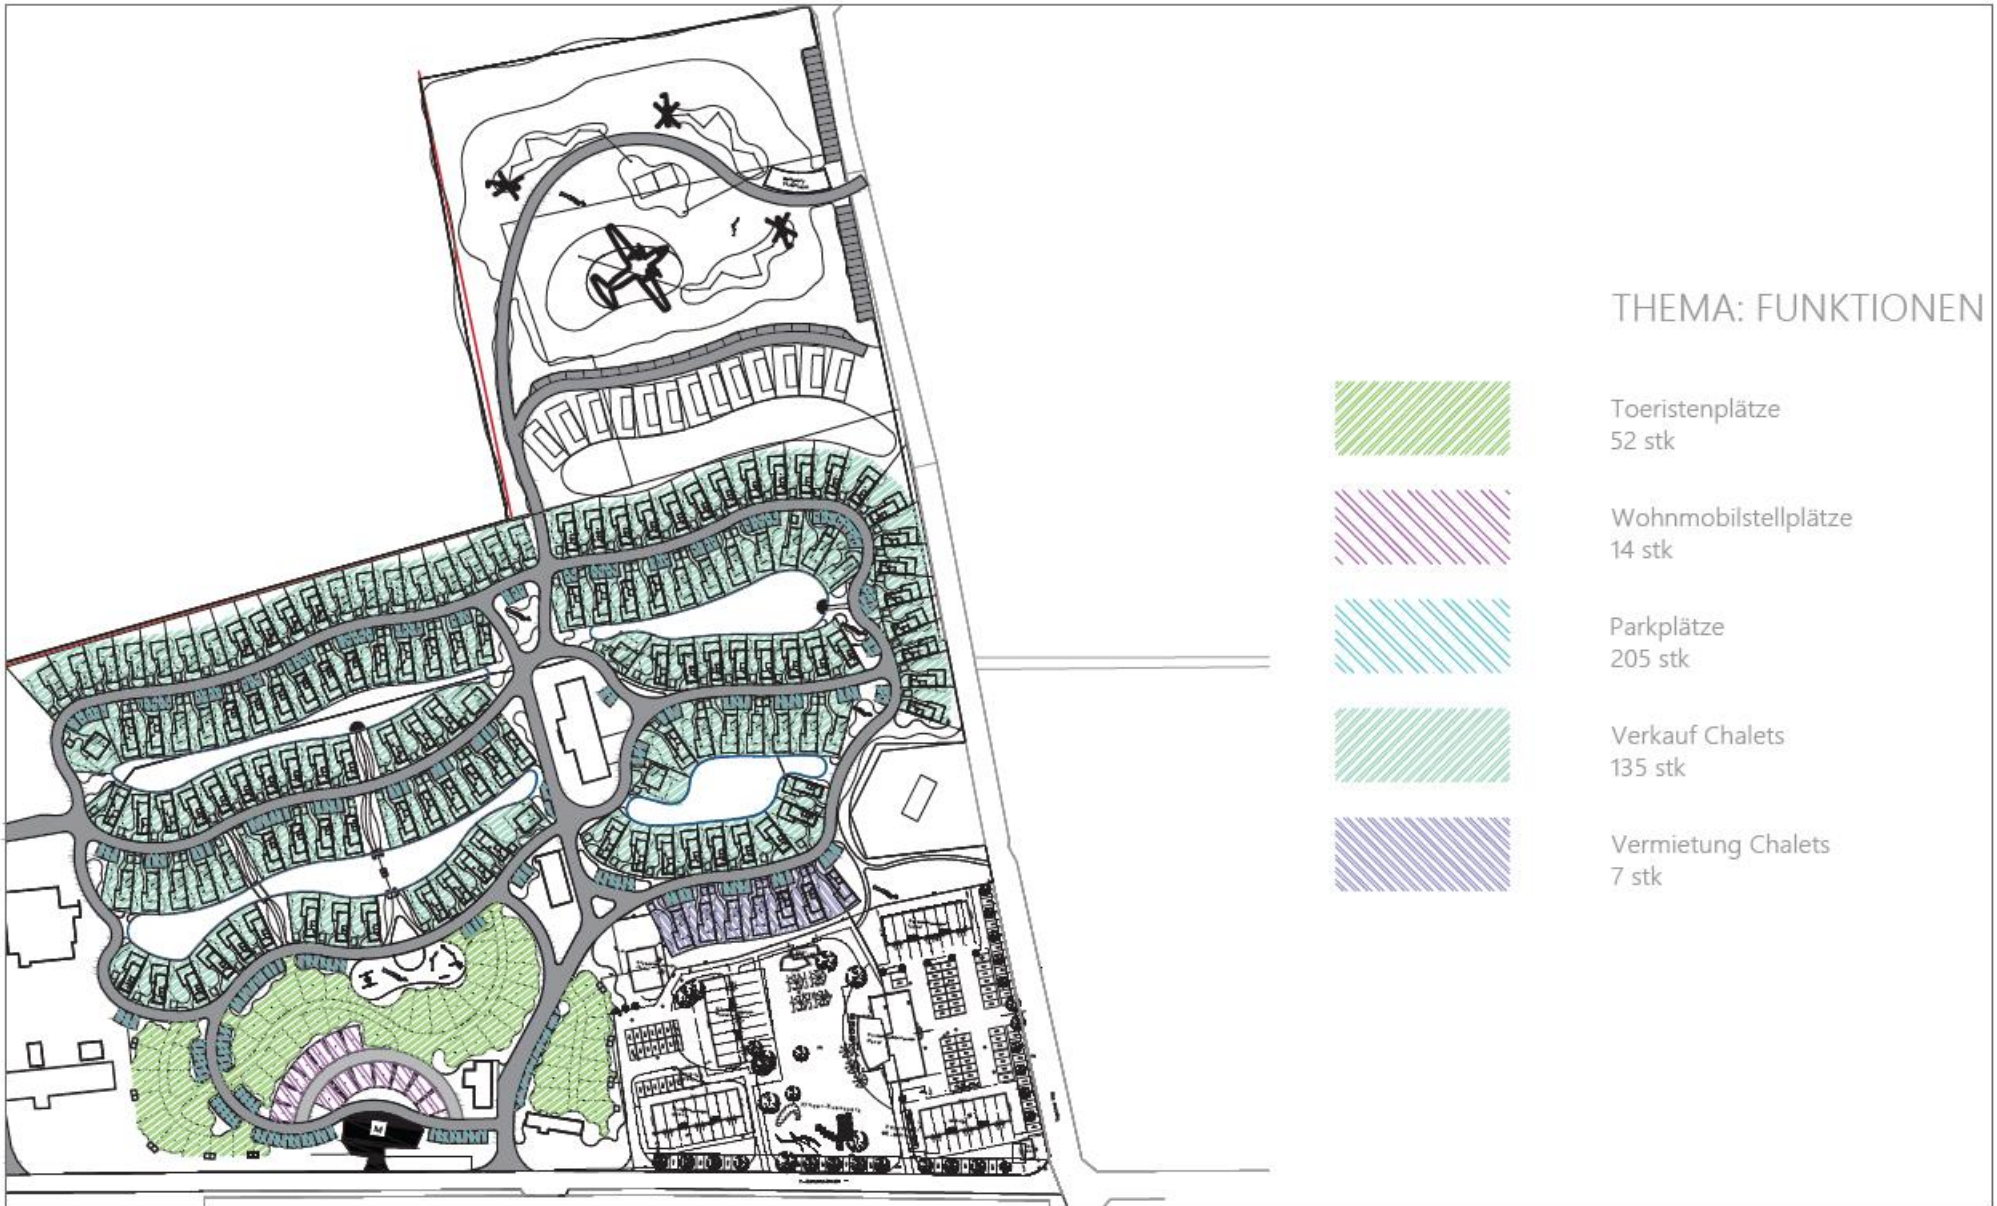 THEMA: FUNKTIONEN
Toeristenplätze
52 stk
Wohnmobilstellplätze
14 stk
Parkplätze
205 stk
Verkauf Chalets
135 stk
Vermietung Chalets
7 stk